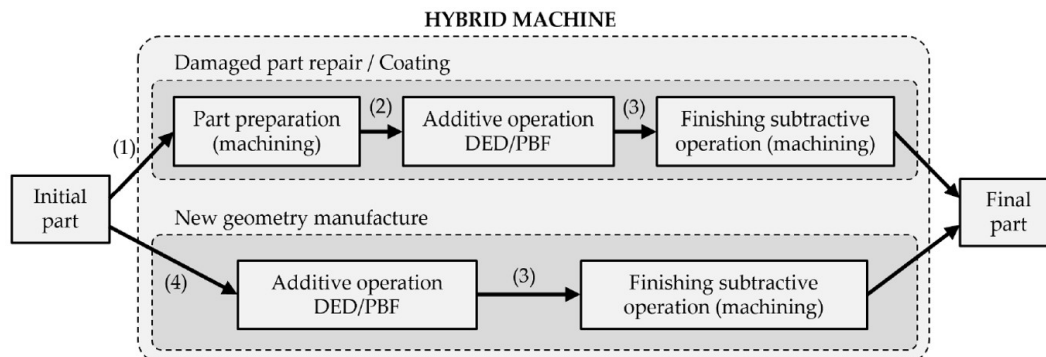 HYBRID MACHINE
Damaged part repair / Coating
(1)
Part preparation
(machining)
(2)
Additive operation
DED/PBF
(3)
Finishing subtractive
operation (machining)
Initial
part
Final
part
New geometry manufacture
(4)
Additive operation
DED/PBF
(3)
Finishing subtractive
operation (machining)